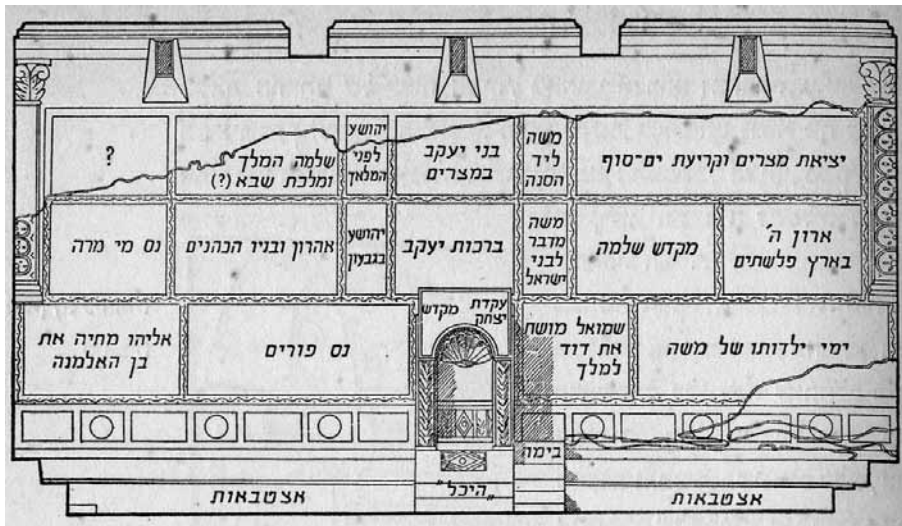 יציאת מצרים וקריעת ים־סוף
משה
ליד
הסנה
בני יעקב
במצרים
יהושע
לפני
המלאך
שלמה המלך
ומלכת שבא (?)
?
ארון ה'
בארץ פלשתים
מקדש שלמה
משה
מדבר
לבני
ישראל
ברכות יעקב
יהושע
בגבעון
אהרון ובניו הכהנים
נס מי מרה
ימי ילדותו של משה
שמואל מושח
את דוד
למלך
עקדת
יצחק
מקדש
נס פורים
אליהו מחיה את
בן האלמנה
בימה
„היכל"
אצטבאות
אצטבאות